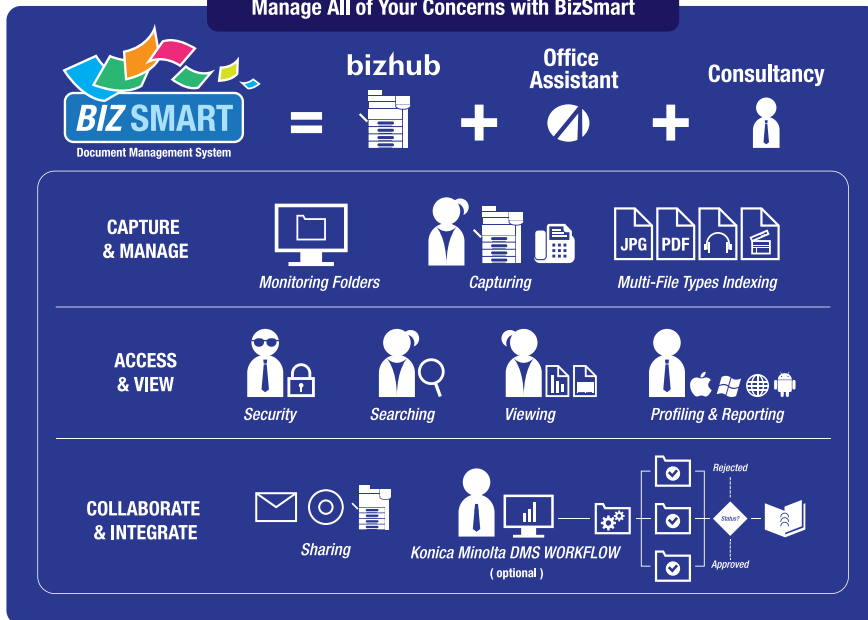 Manage All of Your Concerns with BizSmart
BIZ SMART
Document Management System
=
bizhub
+
Office
Assistant
+
Consultancy
CAPTURE
& MANAGE
Monitoring Folders
Capturing
JPG
PDF
Multi-File Types Indexing
ACCESS
& VIEW
Security
Searching
Viewing
Profiling & Reporting
COLLABORATE
& INTEGRATE
Sharing
Konica Minolta DMS WORKFLOW
( optional )
Rejected
Status?
Approved